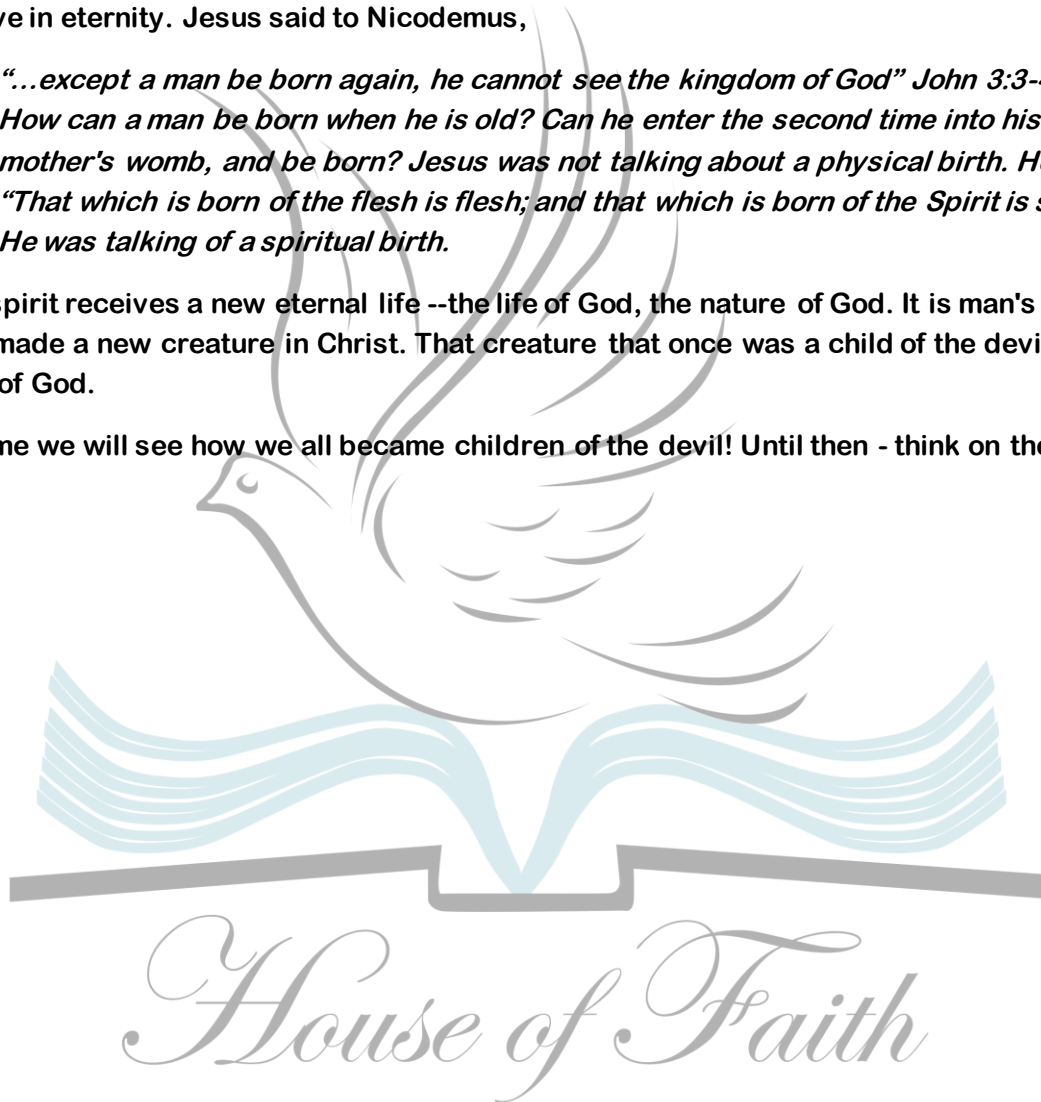 ve in eternity. Jesus said to Nicodemus,
“…except a man be born again, he cannot see the kingdom of God” John 3:3-
How can a man be born when he is old? Can he enter the second time into his
mother's womb, and be born? Jesus was not talking about a physical birth. H
“That which is born of the flesh is flesh; and that which is born of the Spirit is s
He was talking of a spiritual birth.
spirit receives a new eternal life --the life of God, the nature of God. It is man's
made a new creature in Christ. That creature that once was a child of the devi
of God.
me we will see how we all became children of the devil! Until then - think on the
House of Faith